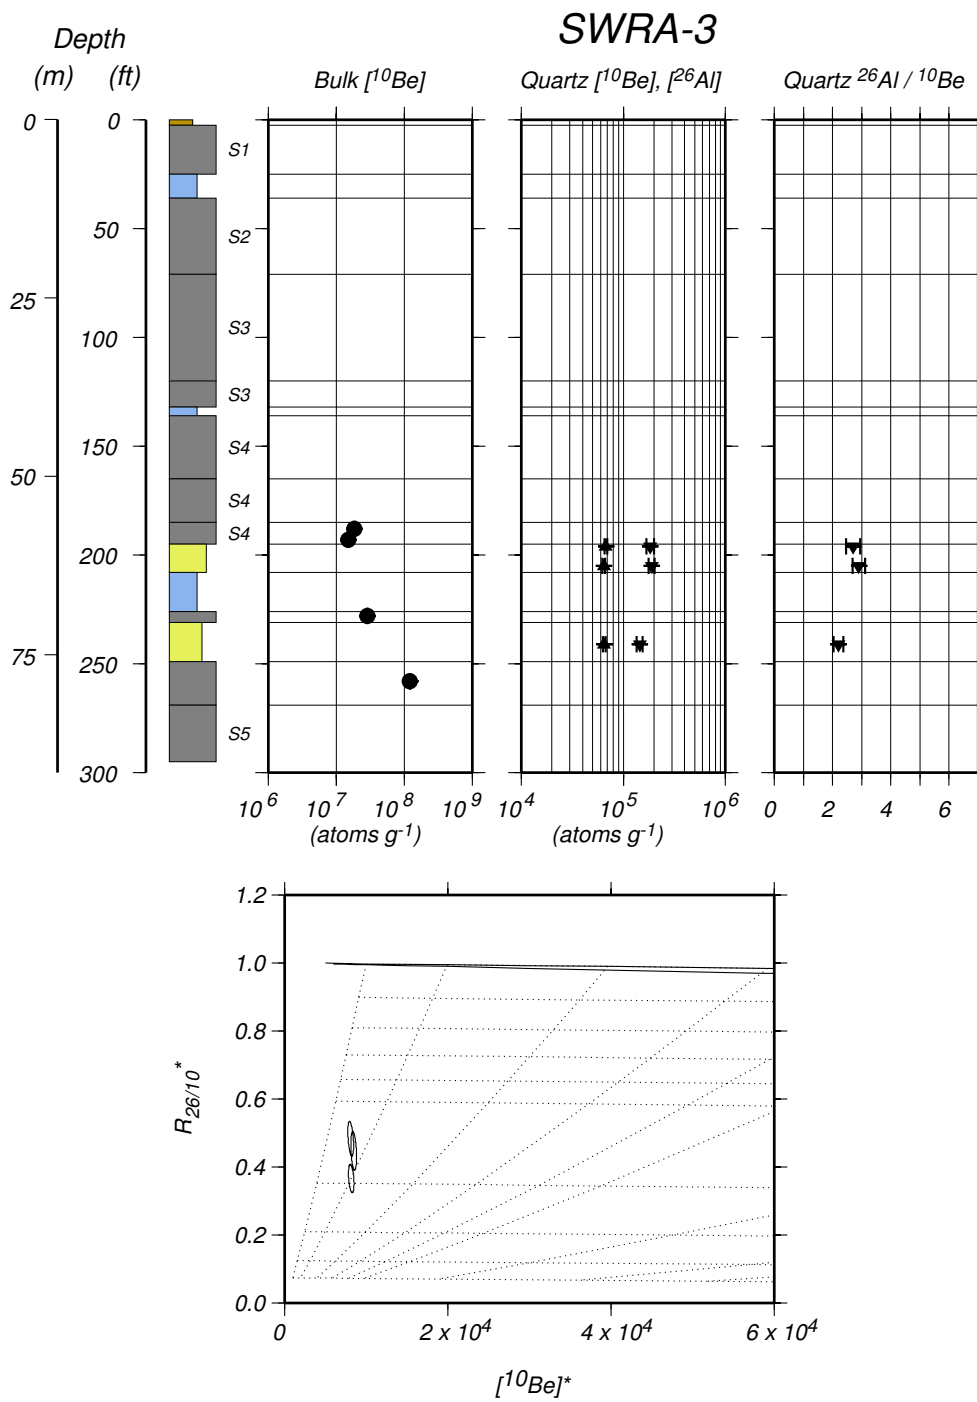 SWRA-3
Depth
(m) (ft) Bulk [10Be] Quartz [10Be], [26Al] Quartz 26Al / 10Be
0 0
S1
50 S2
25
100 S3
S3
150 S4
50
S4
S4
200
75 250
S5
300
10^6 10^7 10^8 10^9 10^4 10^5 10^6 0 2 4 6
(atoms g-1) (atoms g-1)
1.2
1.0
0.8
0.6
0.4
0.2
0.0
R26/10*
0 2 x 10^4 4 x 10^4 6 x 10^4
[10Be]*